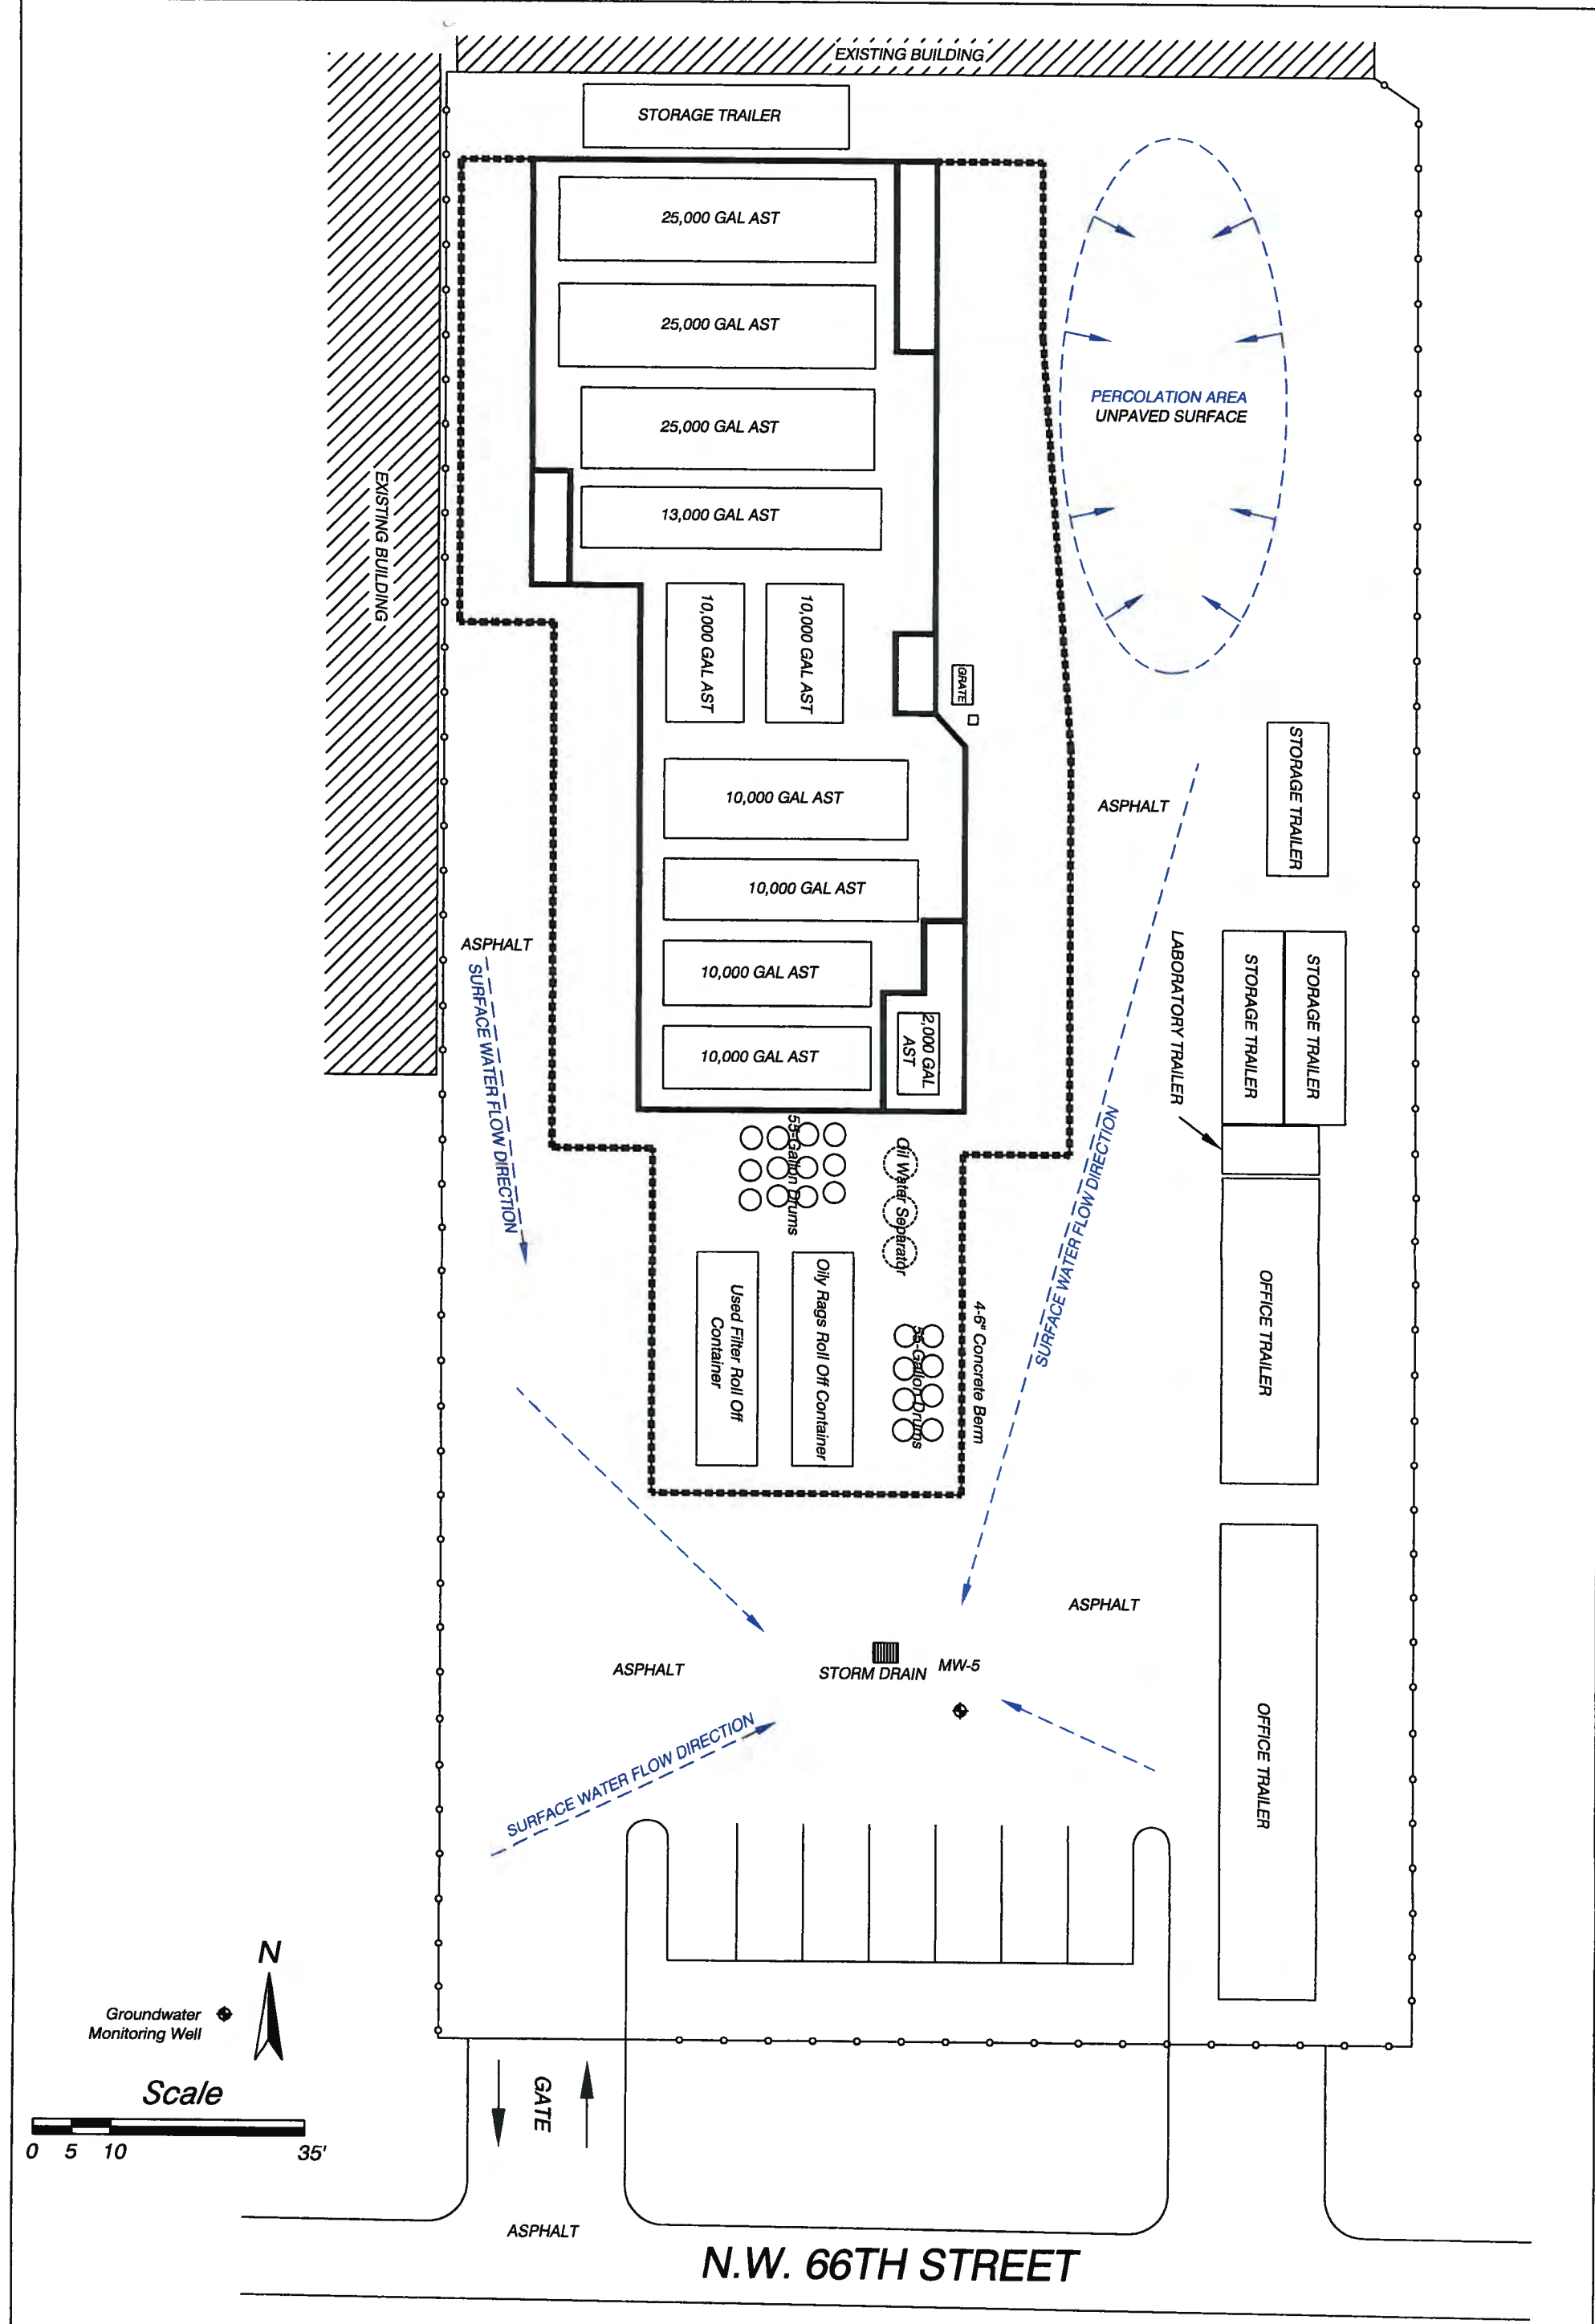 EXISTING BUILDING
STORAGE TRAILER
25,000 GAL AST
25,000 GAL AST
25,000 GAL AST
13,000 GAL AST
PERCOLATION AREA
UNPAVED SURFACE
EXISTING BUILDING
10,000 GAL AST
10,000 GAL AST
GRATE
10,000 GAL AST
ASPHALT
STORAGE TRAILER
10,000 GAL AST
ASPHALT
10,000 GAL AST
10,000 GAL AST
2,000 GAL
AST
LABORATORY TRAILER
STORAGE TRAILER
STORAGE TRAILER
SURFACE WATER FLOW DIRECTION
SURFACE WATER FLOW DIRECTION
55-Gallon Drums
Oil Water Separator
Used Filter Roll Off
Container
Oily Rags Roll Off Container
55-Gallon Drums
4-6" Concrete Berm
OFFICE TRAILER
ASPHALT
ASPHALT
STORM DRAIN
MW-5
SURFACE WATER FLOW DIRECTION
OFFICE TRAILER
N
Groundwater
Monitoring Well
Scale
0 5 10 35'
GATE
ASPHALT
N.W. 66TH STREET